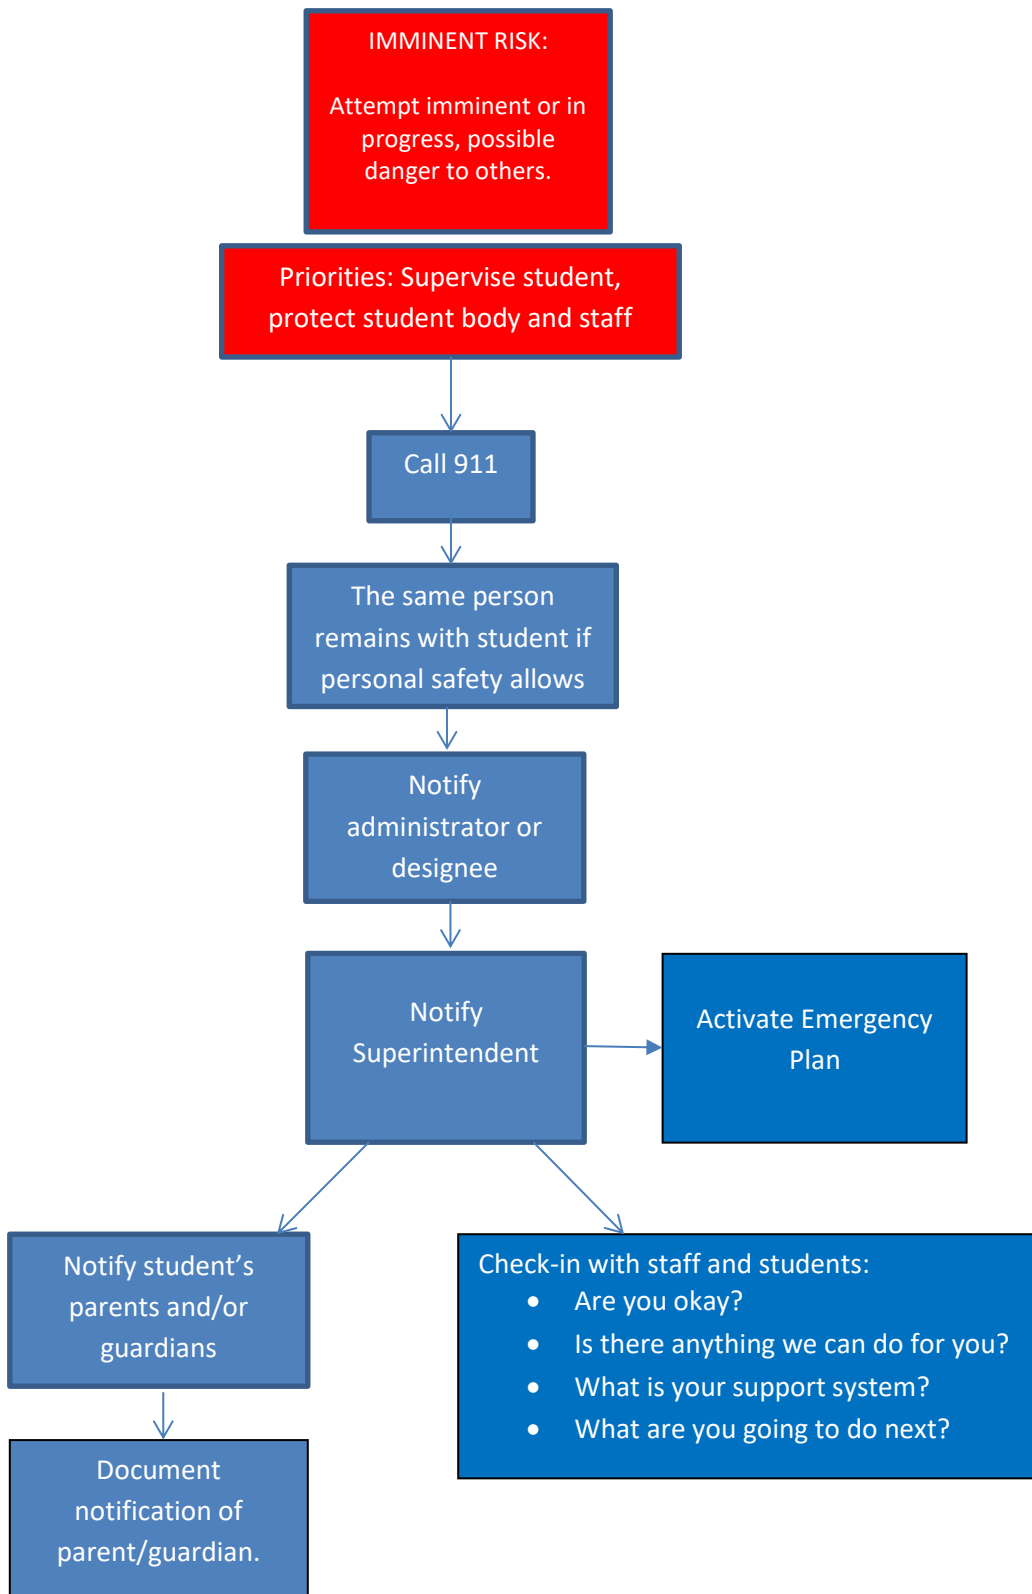 IMMINENT RISK:
Attempt imminent or in
progress, possible
danger to others.
Priorities: Supervise student,
protect student body and staff
Call 911
The same person
remains with student if
personal safety allows
Notify
administrator or
designee
Notify
Superintendent
Activate Emergency
Plan
Notify student’s
parents and/or
guardians
Document
notification of
parent/guardian.
Check-in with staff and students:
• Are you okay?
• Is there anything we can do for you?
• What is your support system?
• What are you going to do next?